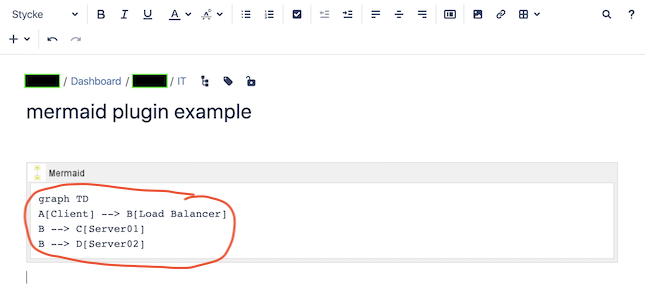 Stycke
B I U A A
?
/ Dashboard / / IT
mermaid plugin example
Mermaid
graph TD
A[Client] --> B[Load Balancer]
B --> C[Server01]
B --> D[Server02]